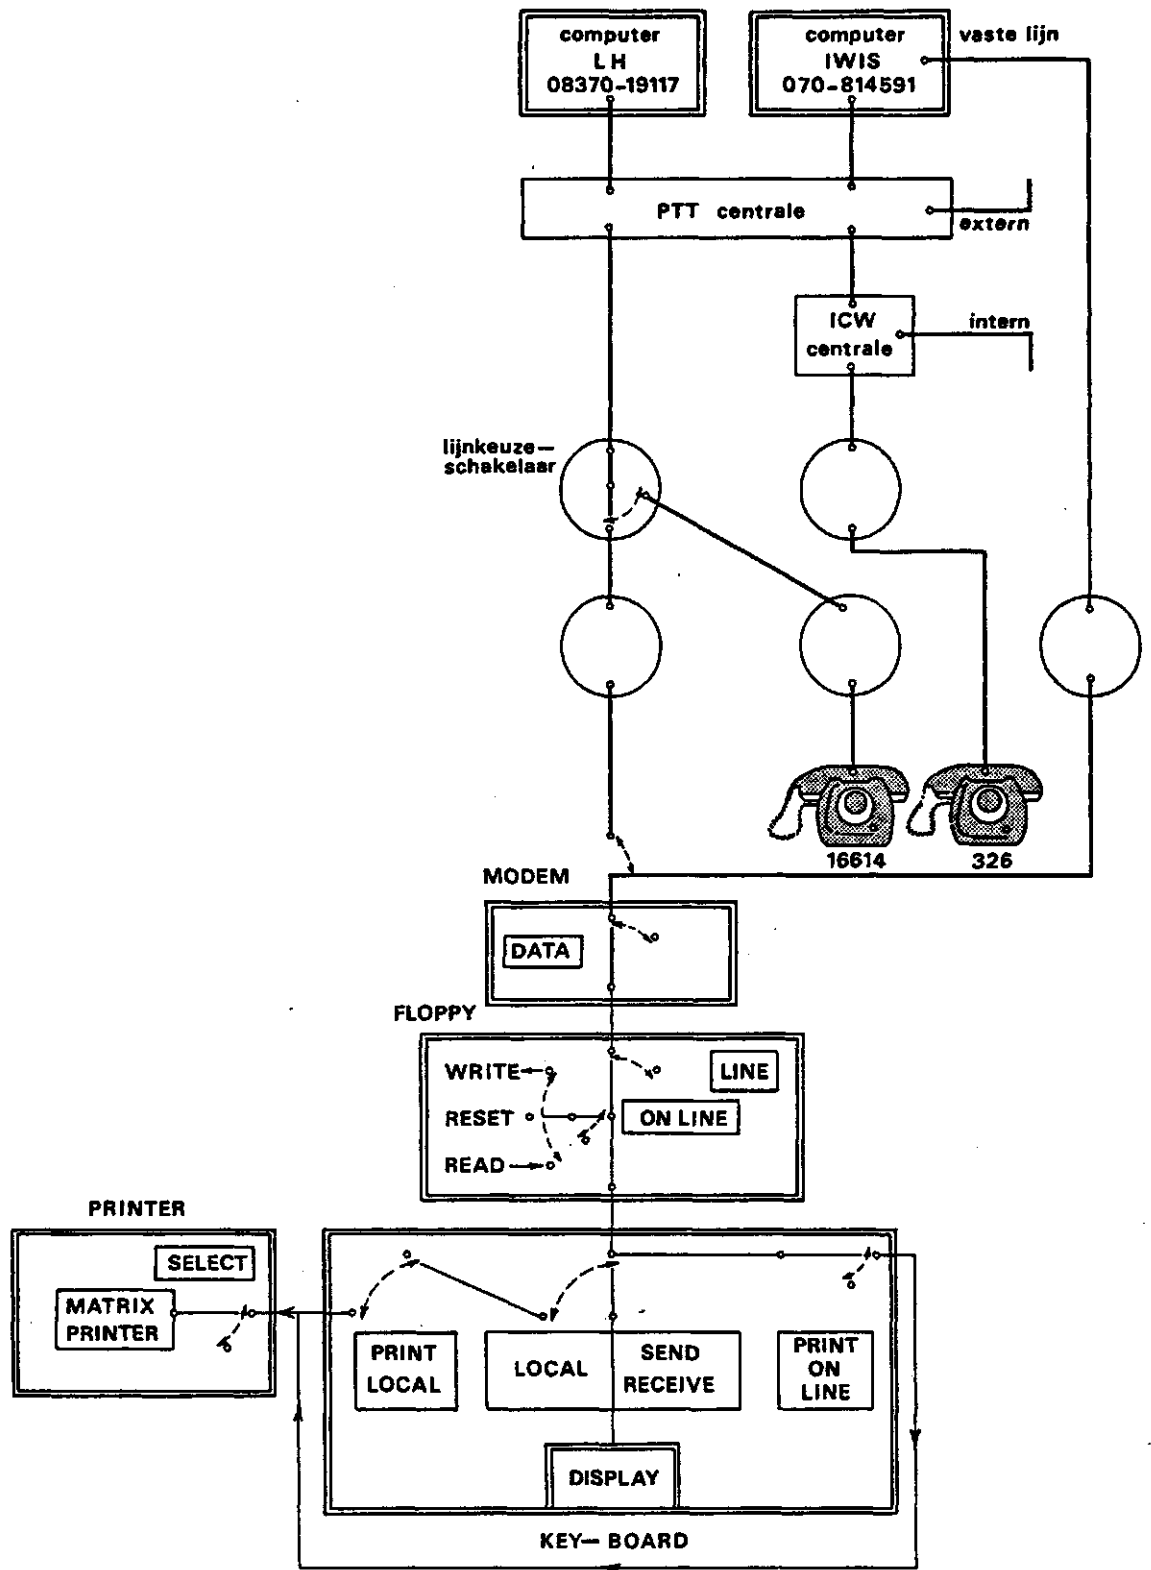 computer
LH
08370-19117
computer
IWIS
070-814591
vaste lijn
PTT centrale
extern
ICW
centrale
intern
lijnkeuze—
schakelaar
16614
326
MODEM
DATA
FLOPPY
WRITE
LINE
RESET
ON LINE
READ
PRINTER
SELECT
MATRIX
PRINTER
PRINT
LOCAL
LOCAL
SEND
RECEIVE
PRINT
ON
LINE
DISPLAY
KEY—BOARD